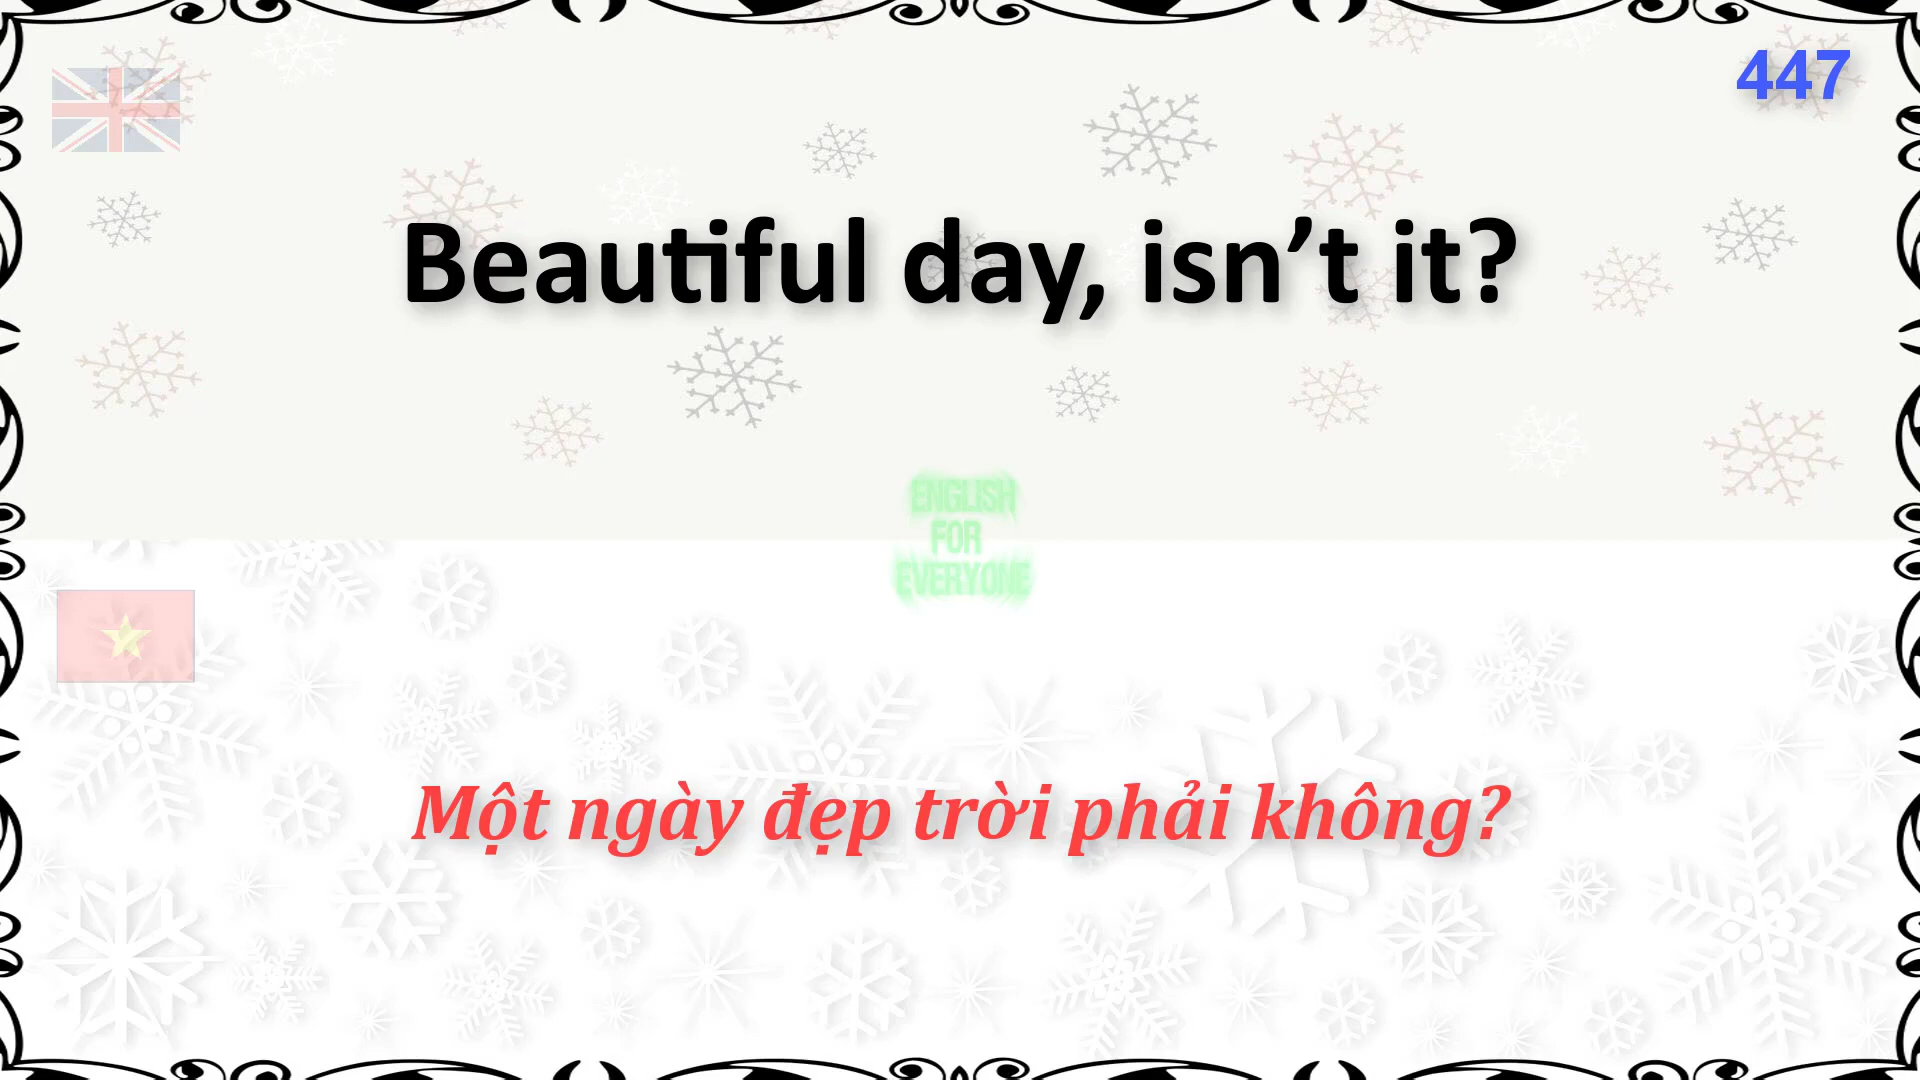 447
Beautiful day, isn’t it?
ENGLISH
FOR
EVERYONE
Một ngày đẹp trời phải không?